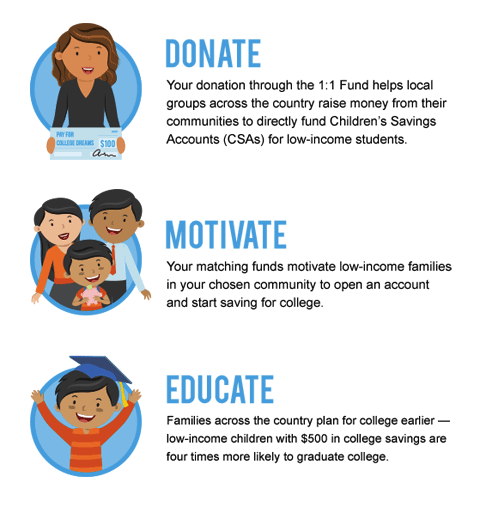 DONATE
Your donation through the 1:1 Fund helps local
groups across the country raise money from their
communities to directly fund Children's Savings
Accounts (CSAs) for low-income students.
PAY FOR
COLLEGE DREAMS
$100
MOTIVATE
Your matching funds motivate low-income families
in your chosen community to open an account
and start saving for college.
EDUCATE
Families across the country plan for college earlier —
low-income children with $500 in college savings are
four times more likely to graduate college.